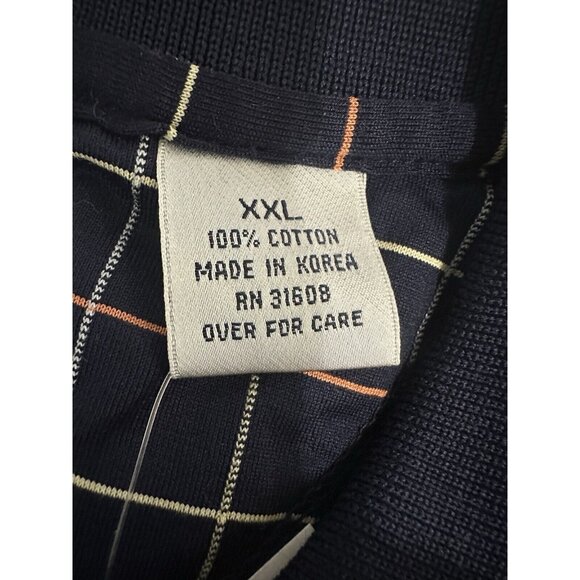 XXL
100% COTTON
MADE IN KOREA
RN 31608
OVER FOR CARE